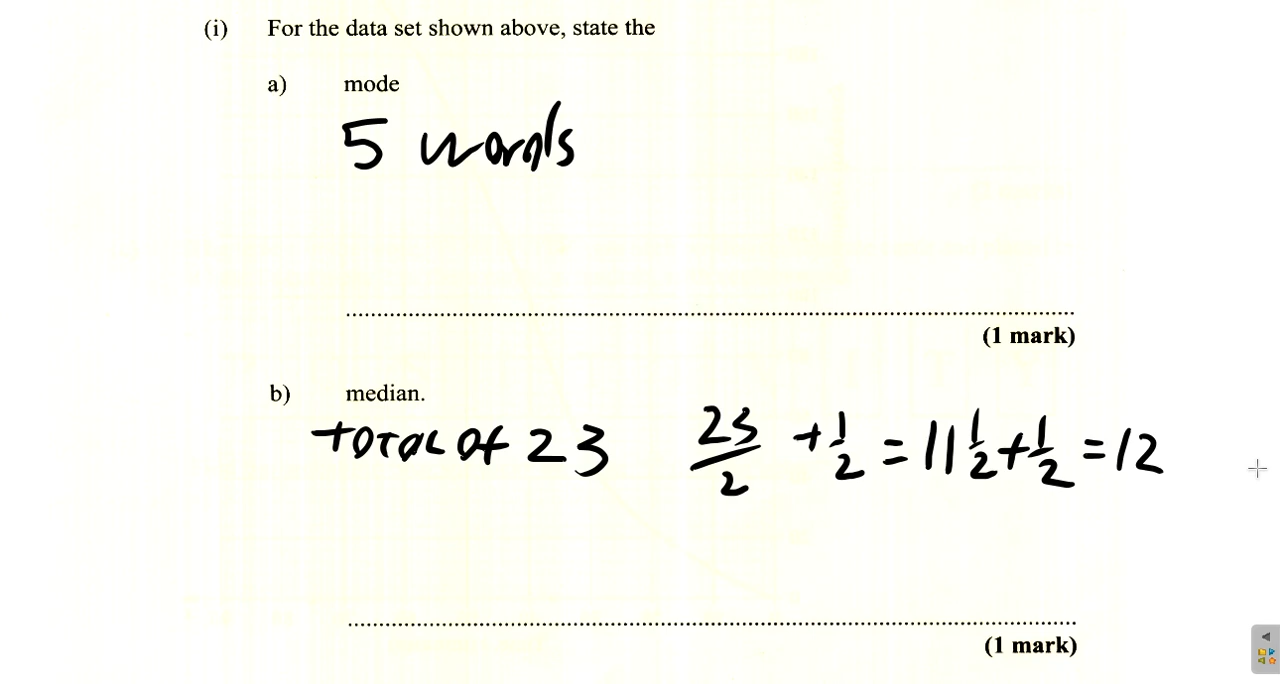 (i) For the data set shown above, state the
a) mode
5 words
(1 mark)
b) median.
total of 23 23/2 + 1/2 = 11 1/2 + 1/2 = 12
(1 mark)